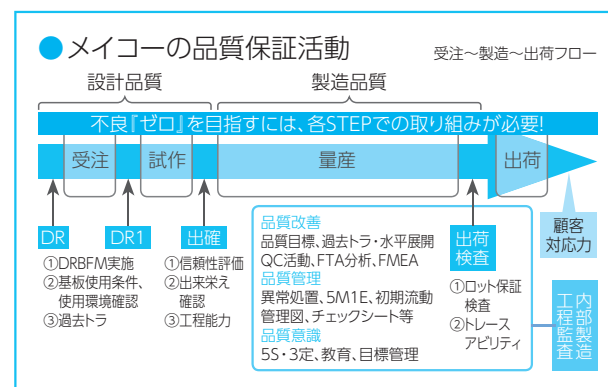 ●メイコーの品質保証活動
受注～製造～出荷フロー
設計品質
製造品質
不良『ゼロ』を目指すには、各STEPでの取り組みが必要!
受注
試作
量産
出荷
DR
DR1
出確
①DRBFM実施
②基板使用条件、
使用環境確認
③過去トラ
①信頼性評価
②出来栄え
確認
③工程能力
品質改善
品質目標、過去トラ・水平展開
QC活動、FTA分析、FMEA
品質管理
異常処置、5M1E、初期流動
管理図、チェックシート等
品質意識
5S・3定、教育、目標管理
出荷
検査
①ロット保証
検査
②トレース
アビリティ
顧客
対応力
内部製造
工程監査